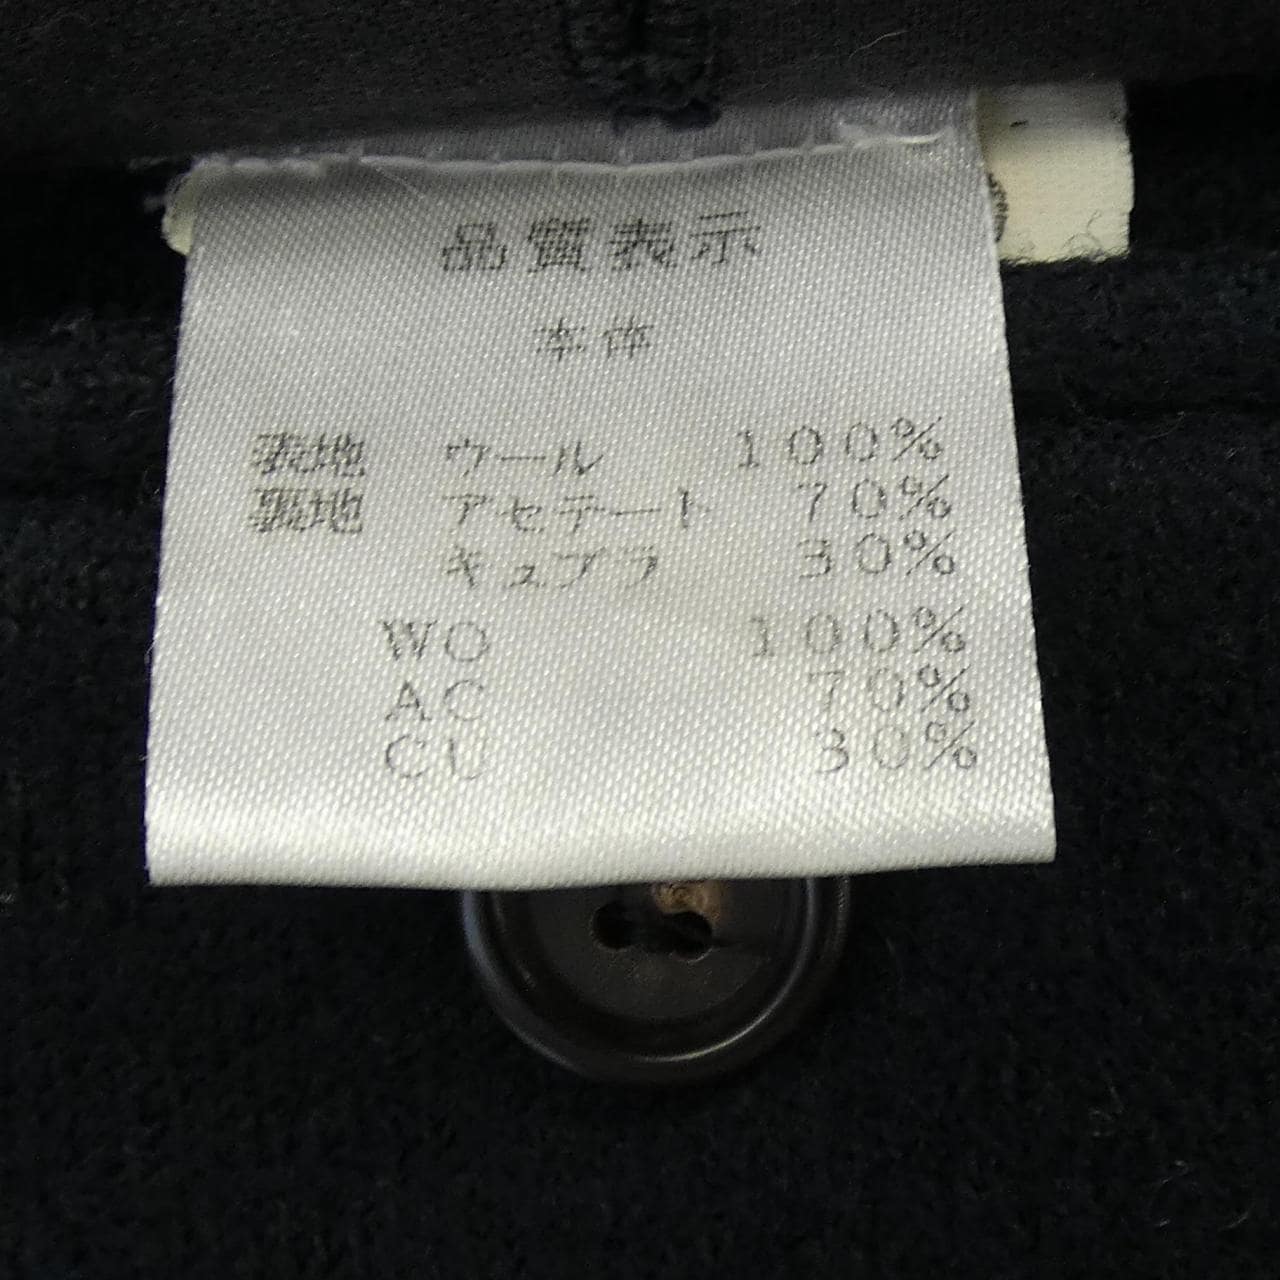 品質表示
本体
表地 ウール 100%
裏地 アセテート 70%
キュプラ 30%
WO 100%
AC 70%
CU 30%